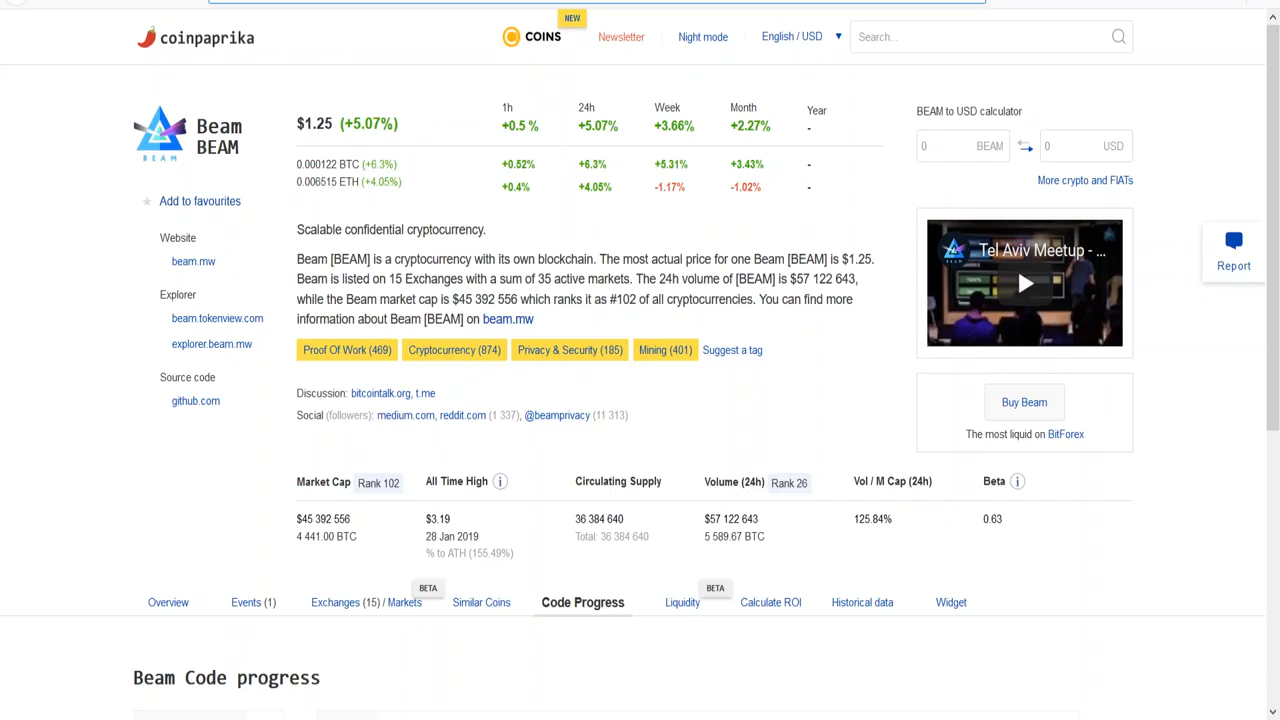 NEW
coinpaprika
COINS
Newsletter
Night mode
English / USD
Search...
Beam
BEAM
BEAM
$1.25 (+5.07%)
1h
24h
Week
Month
Year
+0.5 %
+5.07%
+3.66%
+2.27%
-
0.000122 BTC (+6.3%)
+0.52%
+6.3%
+5.31%
+3.43%
-
0.006515 ETH (+4.05%)
+0.4%
+4.05%
-1.17%
-1.02%
-
BEAM to USD calculator
0 BEAM
0 USD
More crypto and FIATs
Add to favourites
Website
beam.mw
Explorer
beam.tokenview.com
explorer.beam.mw
Source code
github.com
Scalable confidential cryptocurrency.
Beam [BEAM] is a cryptocurrency with its own blockchain. The most actual price for one Beam [BEAM] is $1.25.
Beam is listed on 15 Exchanges with a sum of 35 active markets. The 24h volume of [BEAM] is $57 122 643,
while the Beam market cap is $45 392 556 which ranks it as #102 of all cryptocurrencies. You can find more
information about Beam [BEAM] on beam.mw
Proof Of Work (469)
Cryptocurrency (874)
Privacy & Security (185)
Mining (401)
Suggest a tag
Discussion: bitcointalk.org, t.me
Social (followers): medium.com, reddit.com (1 337), @beamprivacy (11 313)
Tel Aviv Meetup - ...
Report
Buy Beam
The most liquid on BitForex
Market Cap Rank 102
All Time High i
Circulating Supply
Volume (24h) Rank 26
Vol / M Cap (24h)
Beta i
$45 392 556
$3.19
36 384 640
$57 122 643
125.84%
0.63
4 441.00 BTC
28 Jan 2019
Total: 36 384 640
5 589.67 BTC
% to ATH (155.49%)
BETA
BETA
Overview
Events (1)
Exchanges (15) / Markets
Similar Coins
Code Progress
Liquidity
Calculate ROI
Historical data
Widget
Beam Code progress